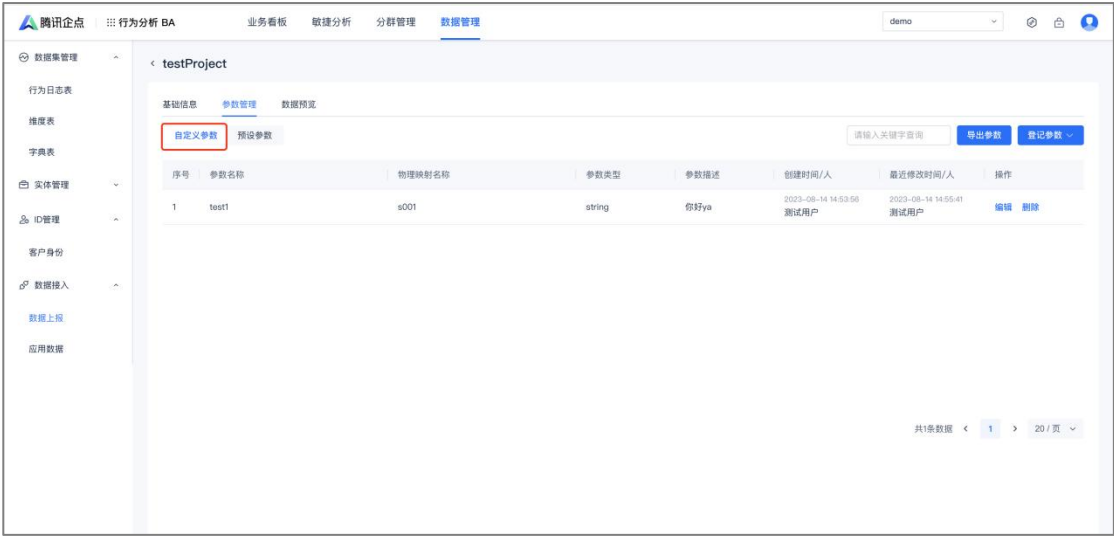 腾讯企点 行为分析 BA 业务看板 敏捷分析 分群管理 数据管理 demo
数据集管理
行为日志表
维度表
字典表
实体管理
ID管理
客户身份
数据接入
数据上报
应用数据
testProject
基础信息 参数管理 数据预览
自定义参数 预设参数 请输入关键字查询 导出参数 登记参数
序号 参数名称 物理映射名称 参数类型 参数描述 创建时间/人 最近修改时间/人 操作
1 test1 s001 string 你好ya 2023-08-14 14:53:56 测试用户 2023-08-14 14:55:41 测试用户 编辑 删除
共1条数据 1 20 / 页